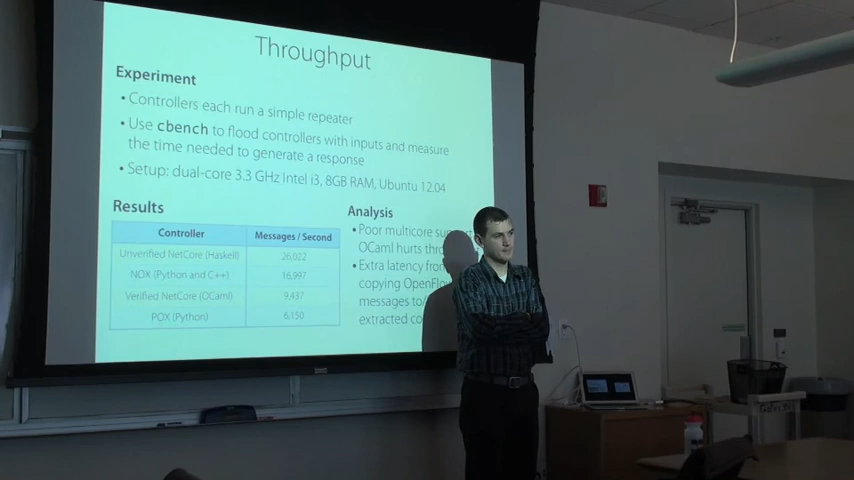 Throughput
Experiment
• Controllers each run a simple repeater
• Use cbench to flood controllers with inputs and measure
the time needed to generate a response
• Setup: dual-core 3.3 GHz Intel i3, 8GB RAM, Ubuntu 12.04
Results
Controller Messages / Second
Unverified NetCore (Haskell) 26,022
NOX (Python and C++) 16,997
Verified NetCore (OCaml) 9,437
POX (Python) 6,150
Analysis
• Poor multicore
OCaml hurts
• Extra latency from
copying
messages
extracted